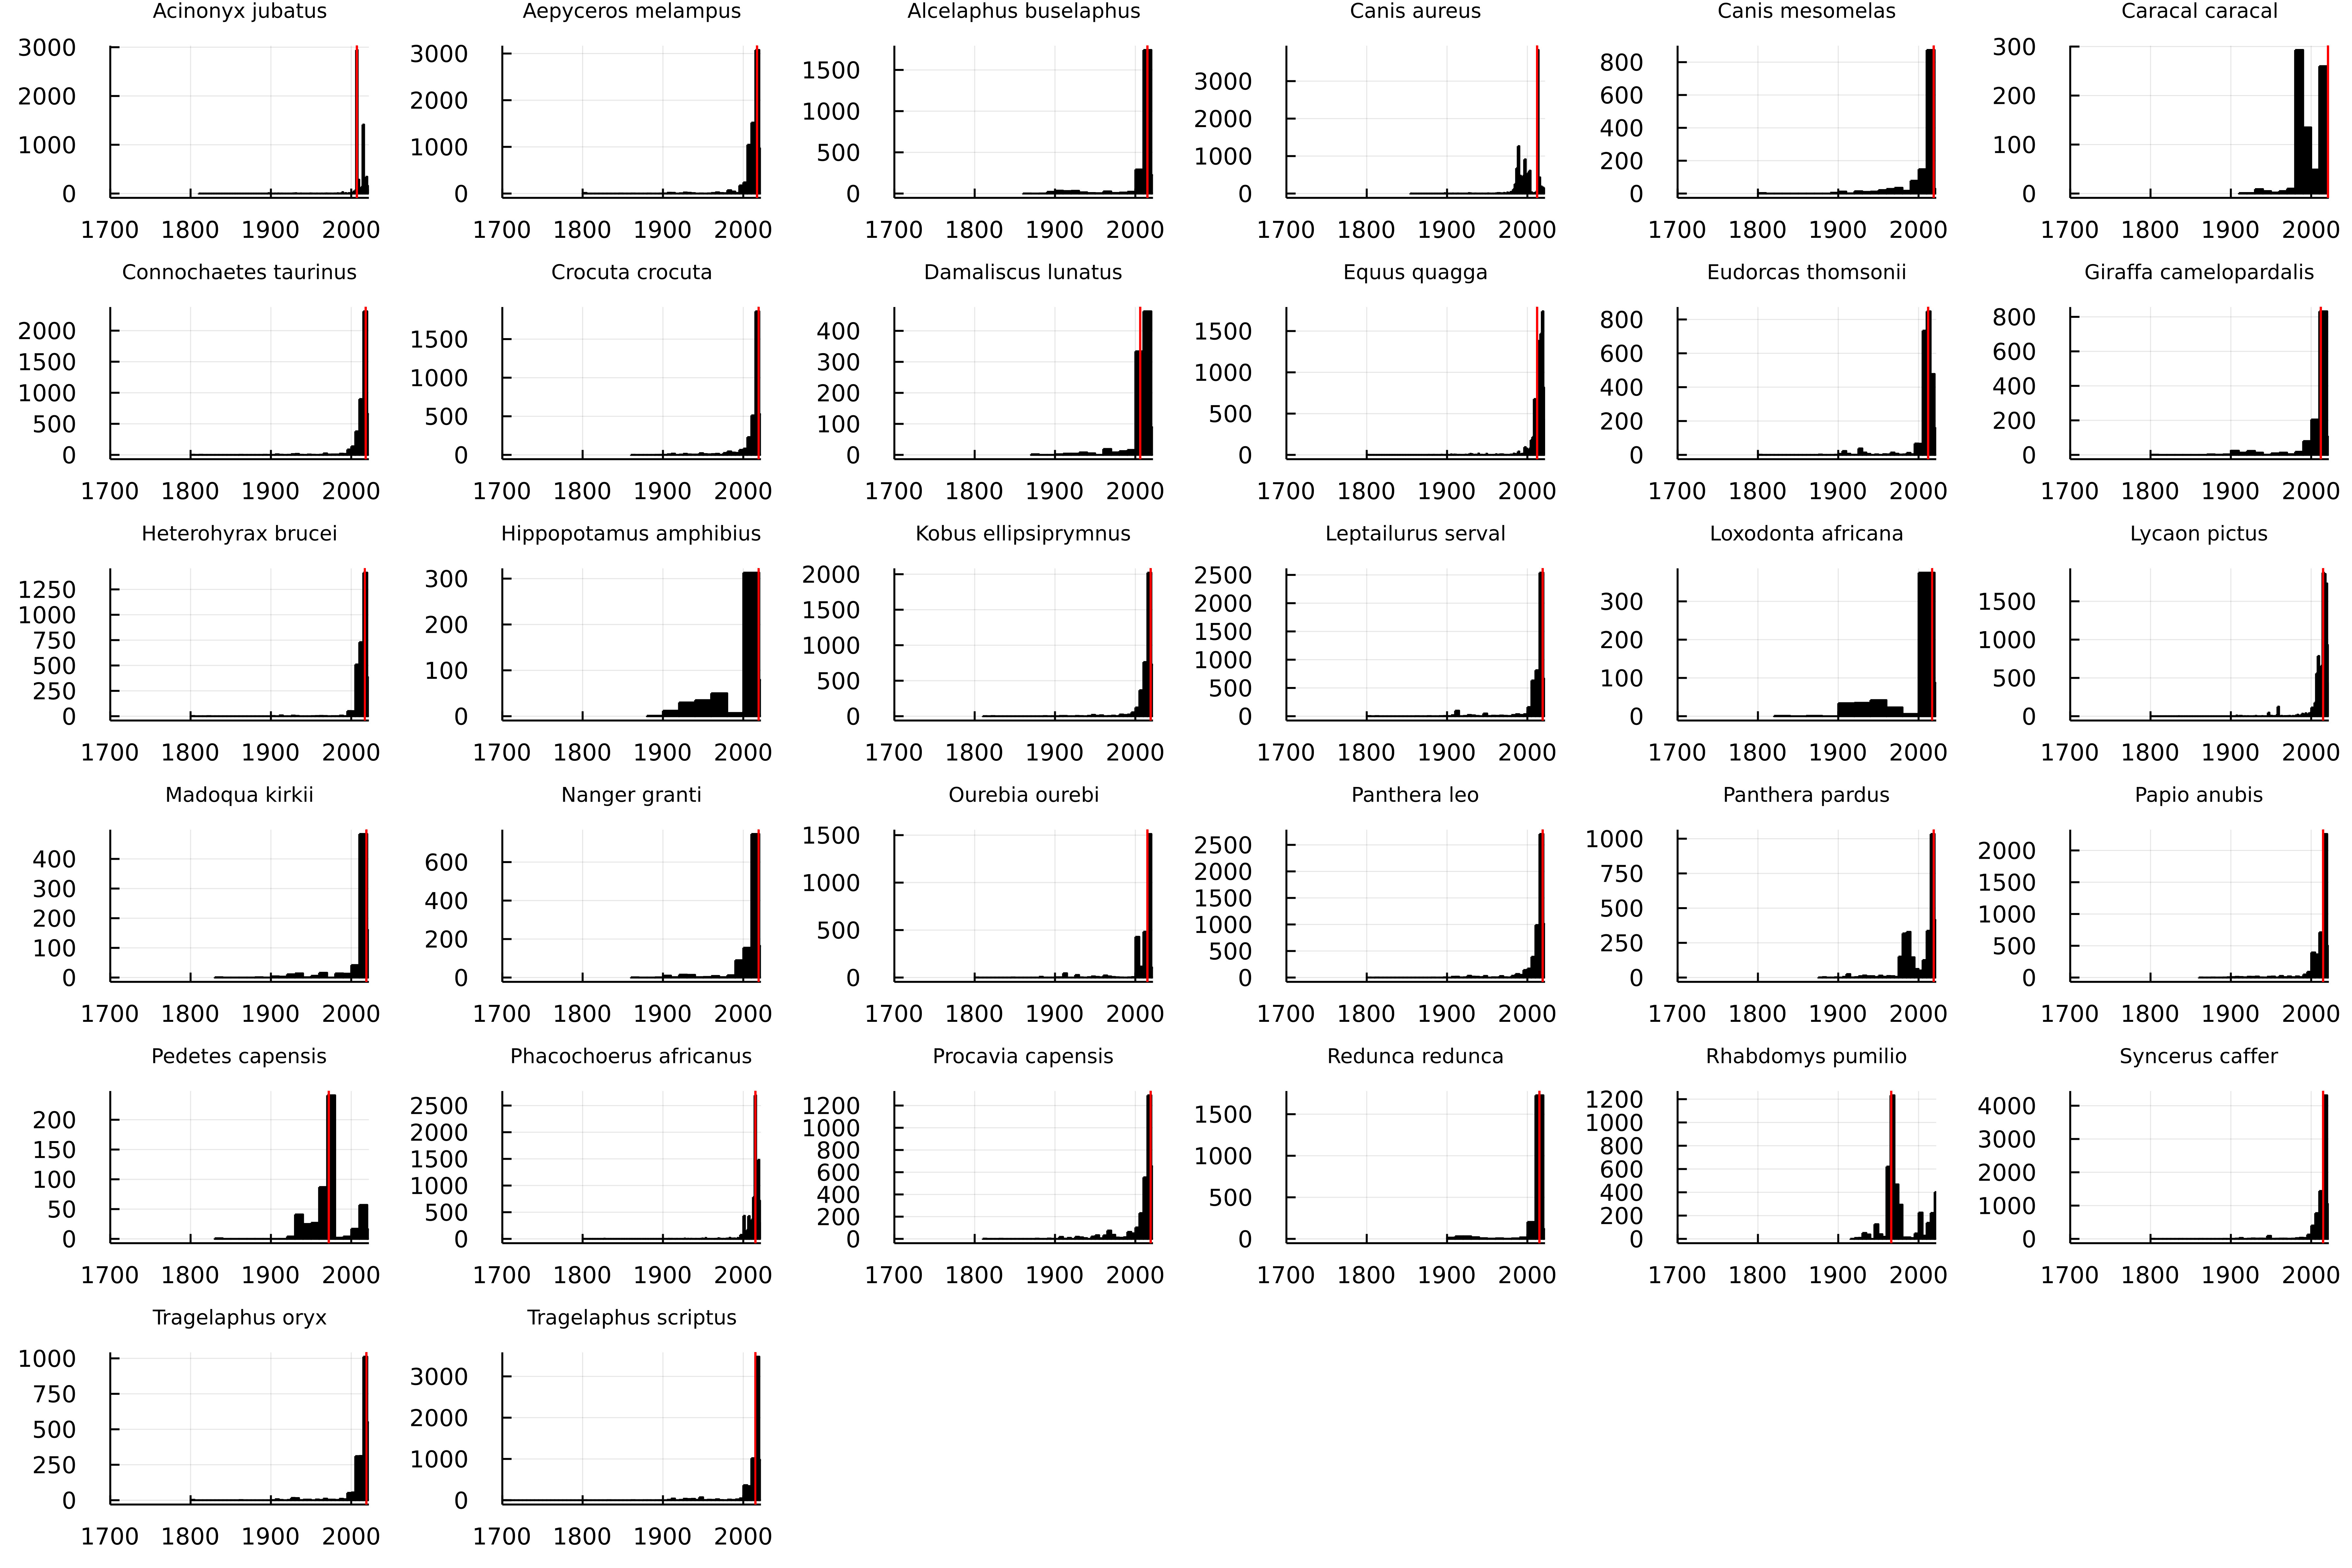 Acinonyx jubatus Aepyceros melampus Alcelaphus buselaphus Canis aureus Canis mesomelas Caracal caracal
3000 3000 1500 3000 800 300
2000 2000 1000 2000 600 200
1000 1000 500 1000 400 100
0 0 0 0 200 0
0
1700 1800 1900 2000 1700 1800 1900 2000 1700 1800 1900 2000 1700 1800 1900 2000 1700 1800 1900 2000 1700 1800 1900 2000
Connochaetes taurinus Crocuta crocuta Damaliscus lunatus Equus quagga Eudorcas thomsonii Giraffa camelopardalis
2000 1500 400 1500 800 800
1500 1000 300 1000 600 600
1000 500 200 500 400 400
500 0 100 0 200 200
0 0 0 0
1700 1800 1900 2000 1700 1800 1900 2000 1700 1800 1900 2000 1700 1800 1900 2000 1700 1800 1900 2000 1700 1800 1900 2000
Heterohyrax brucei Hippopotamus amphibius Kobus ellipsiprymnus Leptailurus serval Loxodonta africana Lycaon pictus
1250 300 2000 2500 300 1500
1000 200 1500 2000 200 1000
750 100 1000 1500 100 500
500 0 500 1000 0 0
250 0 500
0 0
1700 1800 1900 2000 1700 1800 1900 2000 1700 1800 1900 2000 1700 1800 1900 2000 1700 1800 1900 2000 1700 1800 1900 2000
Madoqua kirkii Nanger granti Ourebia ourebi Panthera leo Panthera pardus Papio anubis
400 600 1500 2500 1000 2000
300 400 1000 2000 750 1500
200 200 500 1500 500 1000
100 0 0 1000 250 500
0 500 0 0
0
1700 1800 1900 2000 1700 1800 1900 2000 1700 1800 1900 2000 1700 1800 1900 2000 1700 1800 1900 2000 1700 1800 1900 2000
Pedetes capensis Phacochoerus africanus Procavia capensis Redunca redunca Rhabdomys pumilio Syncerus caffer
200 2500 1200 1500 1200 4000
150 2000 1000 1000 1000 3000
100 1500 800 500 800 2000
50 1000 600 0 600 1000
0 500 400 400 0
0 200 200
0 0
1700 1800 1900 2000 1700 1800 1900 2000 1700 1800 1900 2000 1700 1800 1900 2000 1700 1800 1900 2000 1700 1800 1900 2000
Tragelaphus oryx Tragelaphus scriptus
1000 3000
750 2000
500 1000
250 0
0
1700 1800 1900 2000 1700 1800 1900 2000